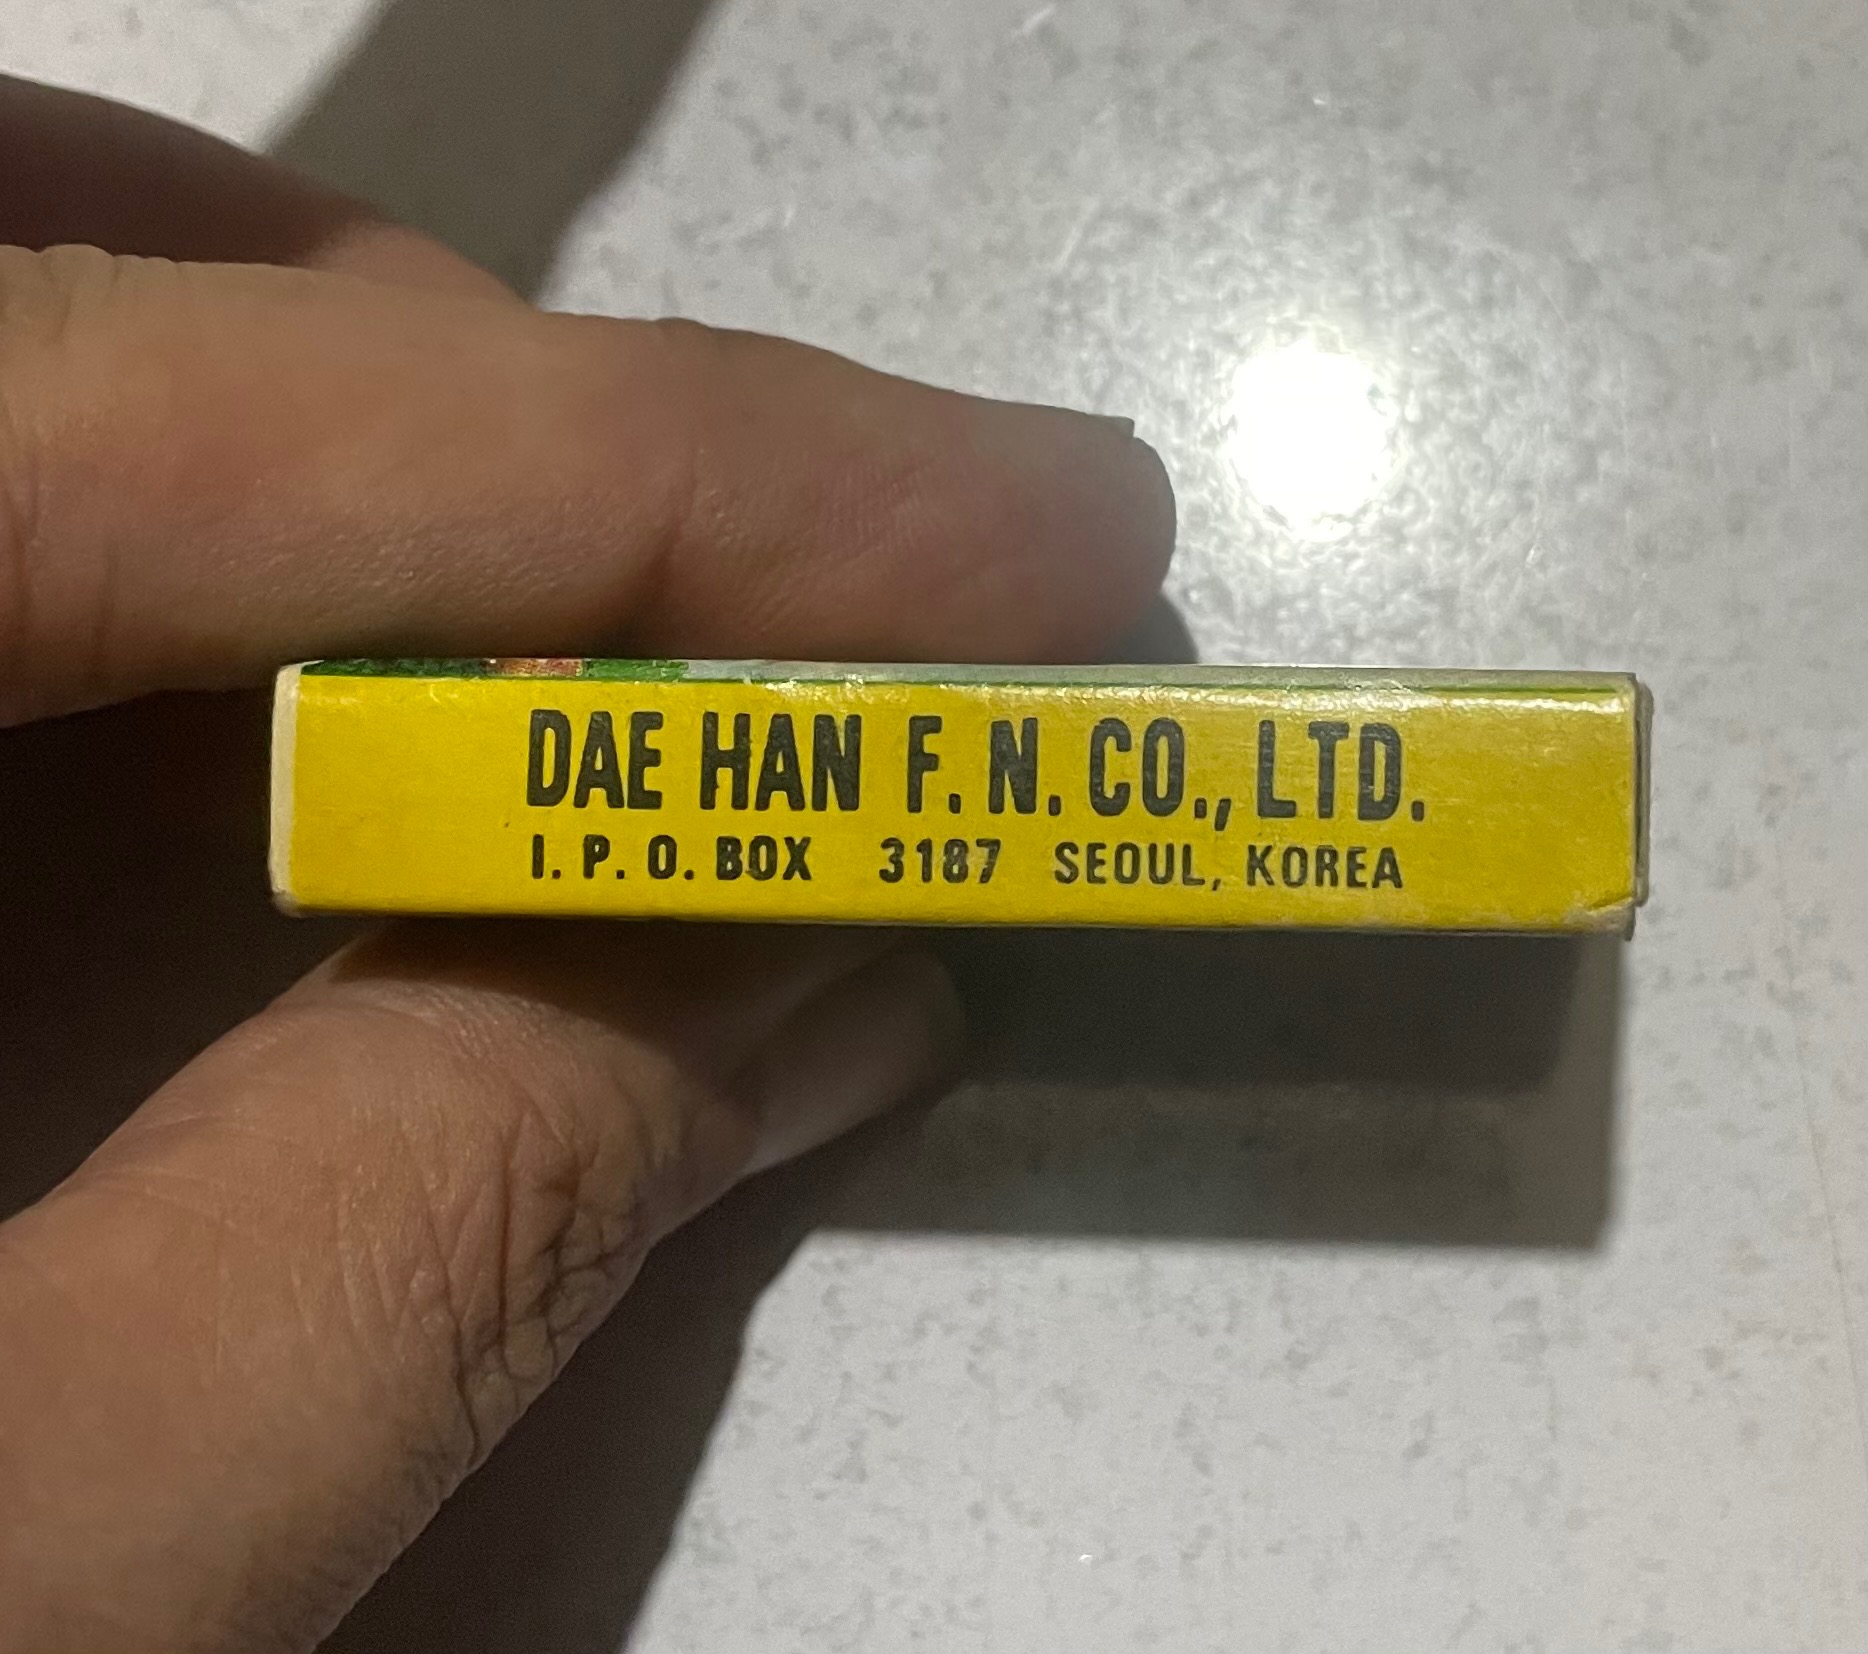 DAE HAN F. N. CO., LTD.
I. P. O. BOX 3187 SEOUL, KOREA